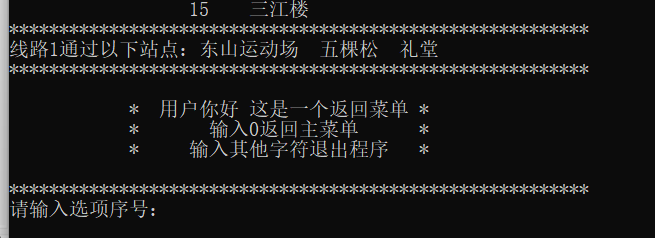 15 三江楼
**********************************************************
线路1通过以下站点：东山运动场 五棵松 礼堂
**********************************************************
* 用户你好 这是一个返回菜单 *
* 输入0返回主菜单 *
* 输入其他字符退出程序 *
**********************************************************
请输入选项序号：